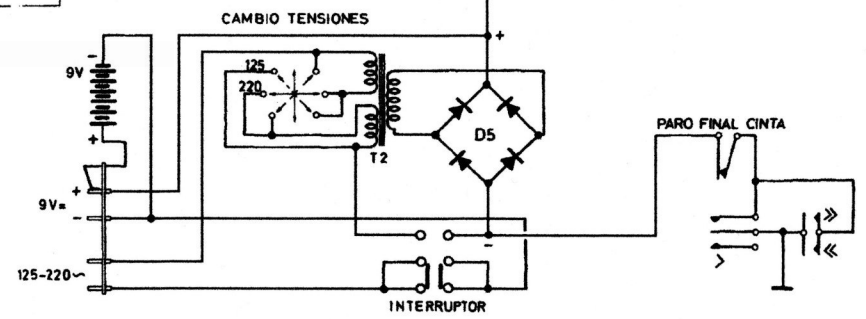 CAMBIO TENSIONES
+
-
9V
125
220
+
D5
PARO FINAL CINTA
T2
+
9V=
-
-
125-220~
INTERRUPTOR